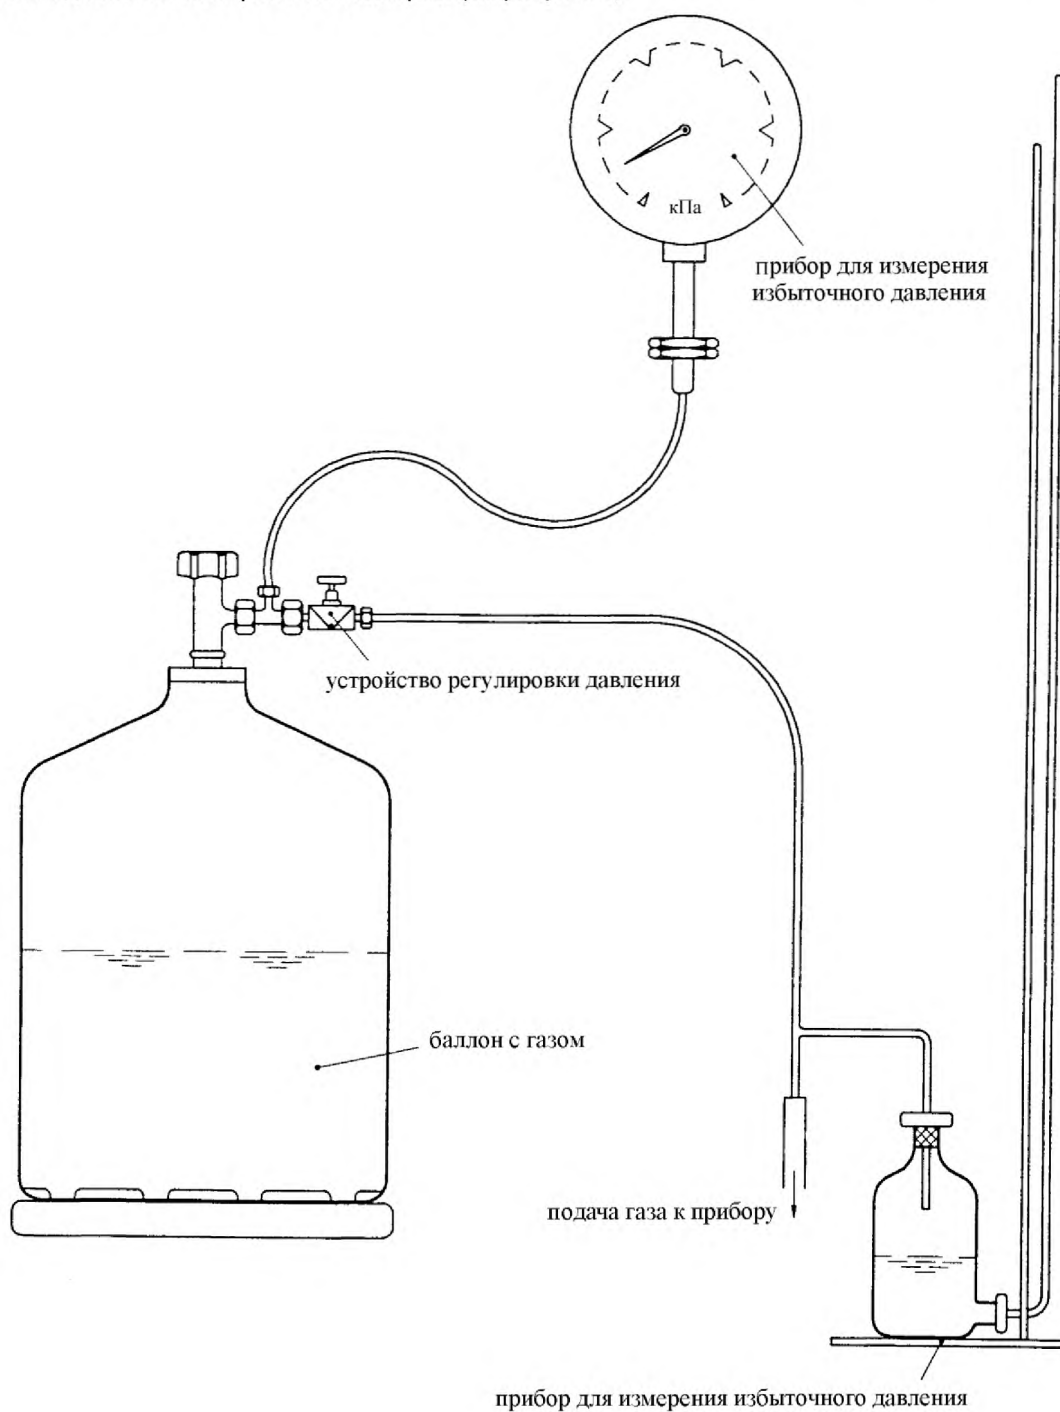 кПа
прибор для измерения
избыточного давления
устройство регулировки давления
баллон с газом
подача газа к прибору
прибор для измерения избыточного давления